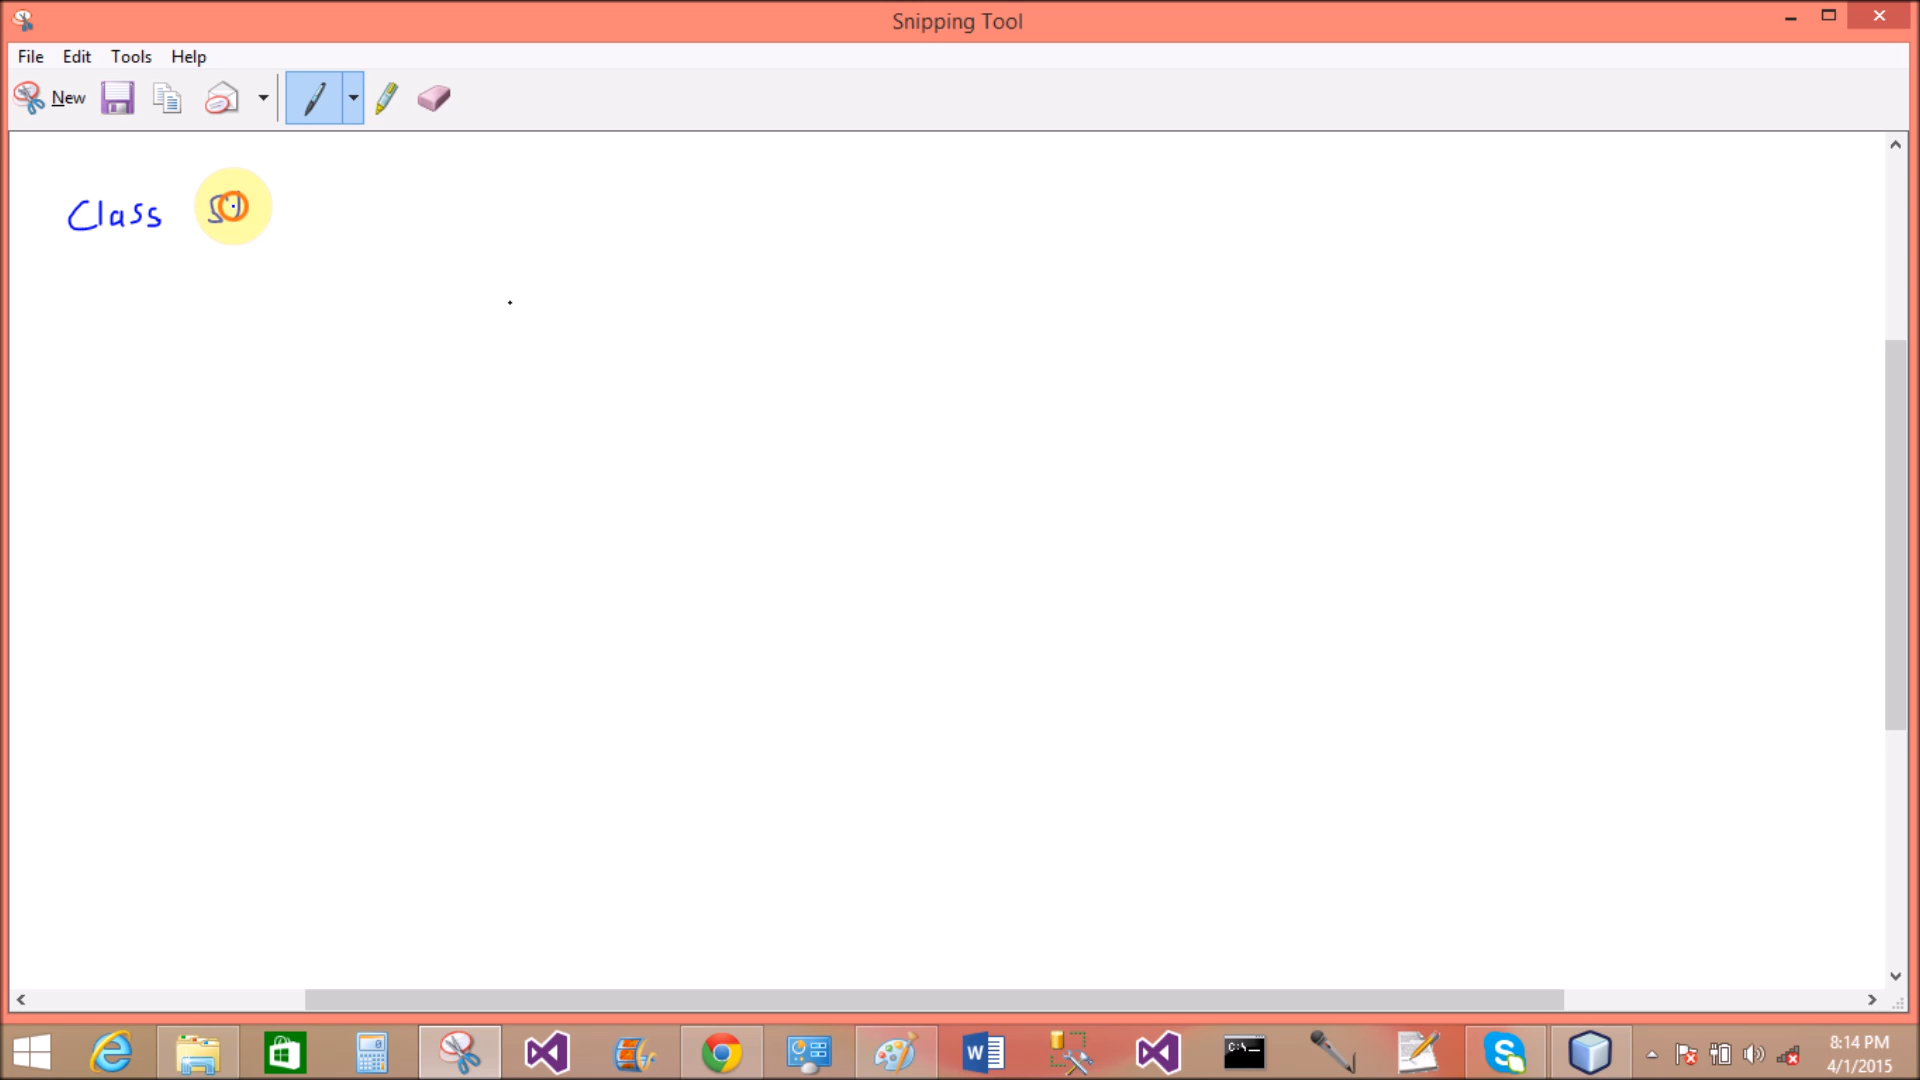 Snipping Tool
File Edit Tools Help
New
Class
8:14 PM
4/1/2015